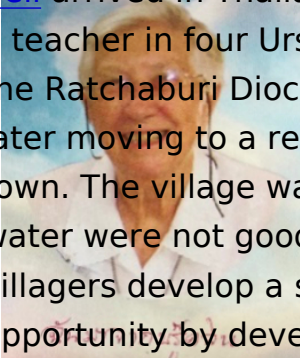 arrived in Thaila
teacher in four Urs
he Ratchaburi Dioc
ater moving to a re
own. The village wa
water were not good
illagers develop a s
pportunity by deve